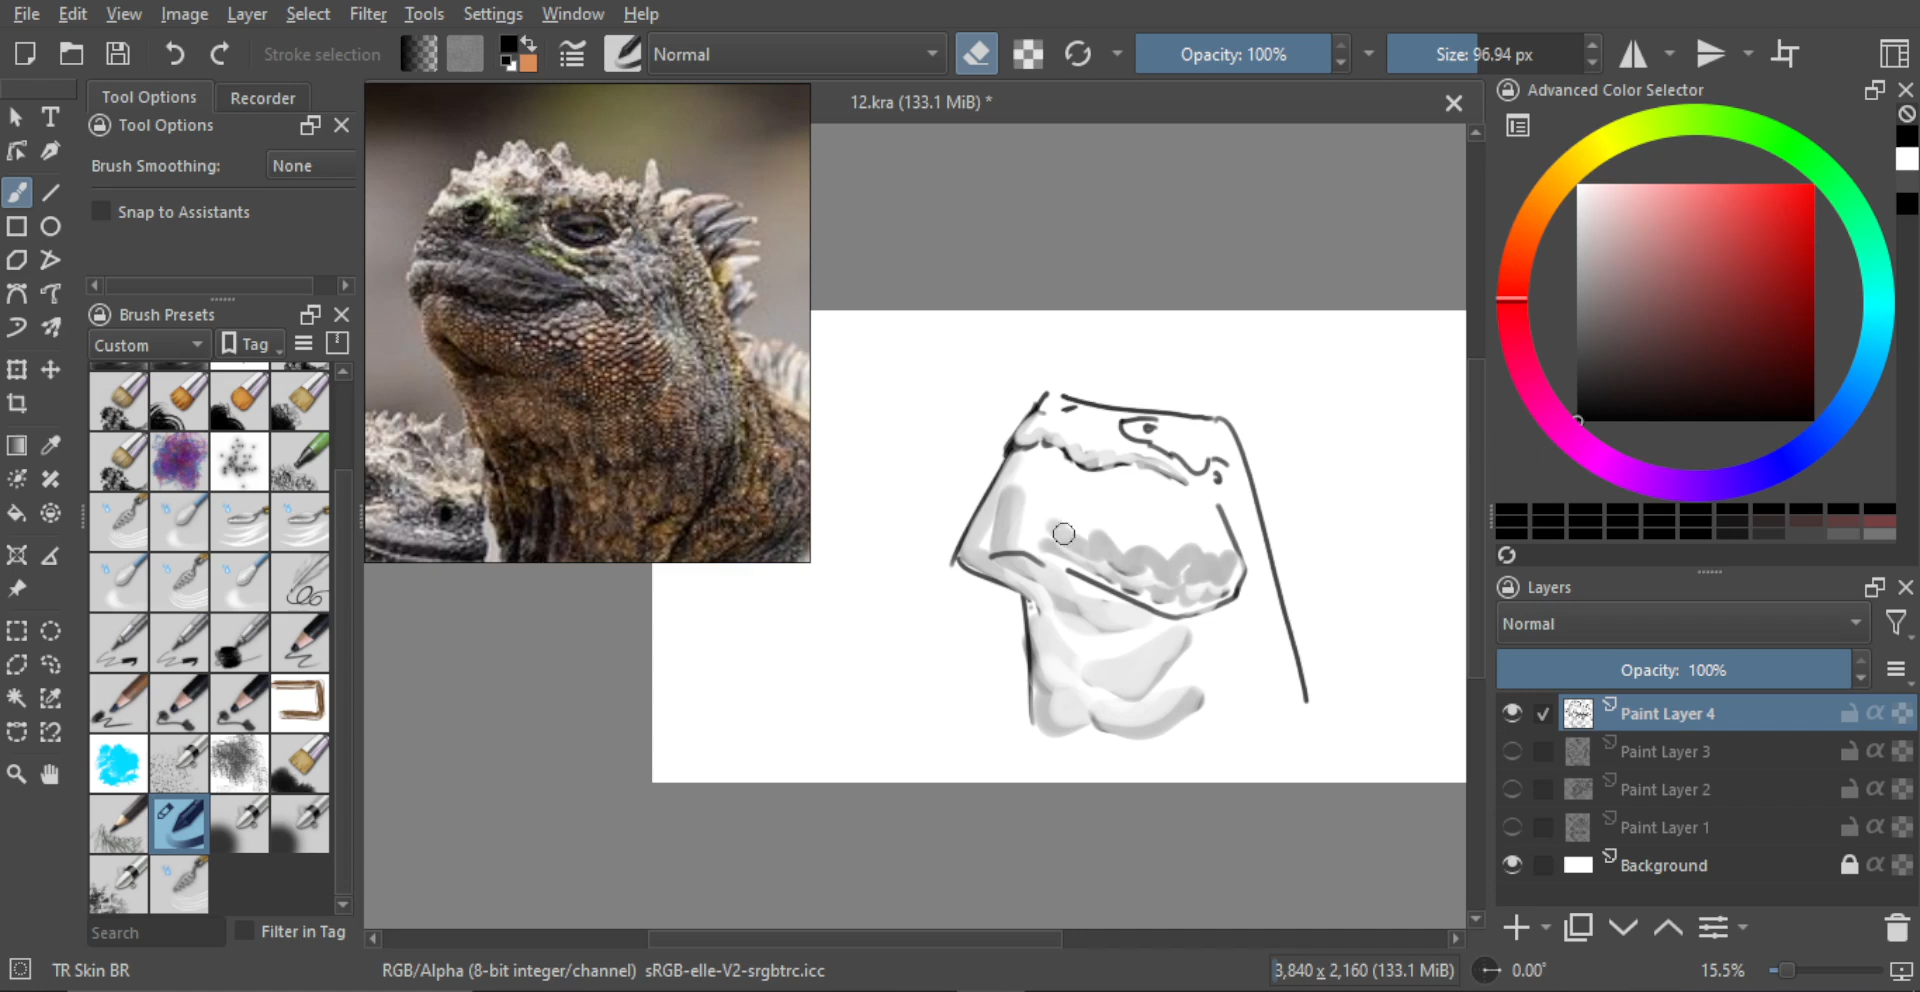 File Edit View Image Layer Select Filter Tools Settings Window Help
Stroke selection Normal Opacity: 100% Size: 96.94 px
Tool Options Recorder
Tool Options
Brush Smoothing: None
Snap to Assistants
Brush Presets
Custom Tag
Search Filter in Tag
12.kra (133.1 MiB) *
Advanced Color Selector
Layers
Normal
Opacity: 100%
Paint Layer 4
Paint Layer 3
Paint Layer 2
Paint Layer 1
Background
TR Skin BR RGB/Alpha (8-bit integer/channel) sRGB-elle-V2-srgbtrc.icc 3,840 x 2,160 (133.1 MiB) 0.00° 15.5%